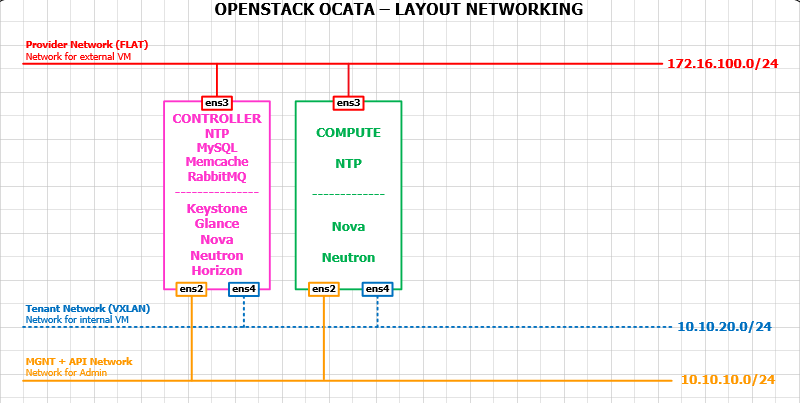 OPENSTACK OCATA – LAYOUT NETWORKING
Provider Network (FLAT)
Network for external VM
172.16.100.0/24
ens3
CONTROLLER
NTP
MySQL
Memcache
RabbitMQ
---------------
Keystone
Glance
Nova
Neutron
Horizon
ens2
ens4
ens3
COMPUTE
NTP
-------------
Nova
Neutron
ens2
ens4
Tenant Network (VXLAN)
Network for internal VM
10.10.20.0/24
MGNT + API Network
Network for Admin
10.10.10.0/24